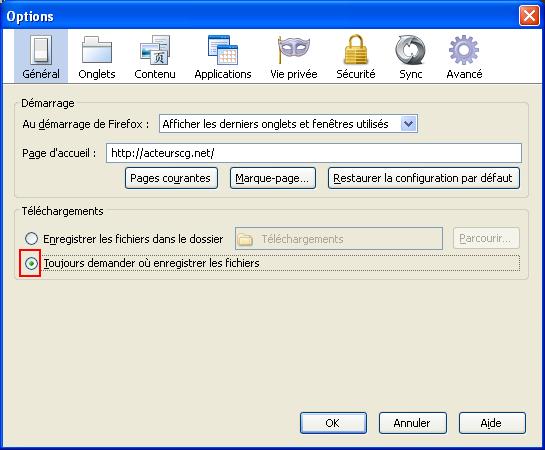 Options
Général Onglets Contenu Applications Vie privée Sécurité Sync Avancé
Démarrage
Au démarrage de Firefox : Afficher les derniers onglets et fenêtres utilisés
Page d'accueil : http://acteurscg.net/
Pages courantes Marque-page... Restaurer la configuration par défaut
Téléchargements
Enregistrer les fichiers dans le dossier Téléchargements Parcourir...
Toujours demander où enregistrer les fichiers
OK Annuler Aide